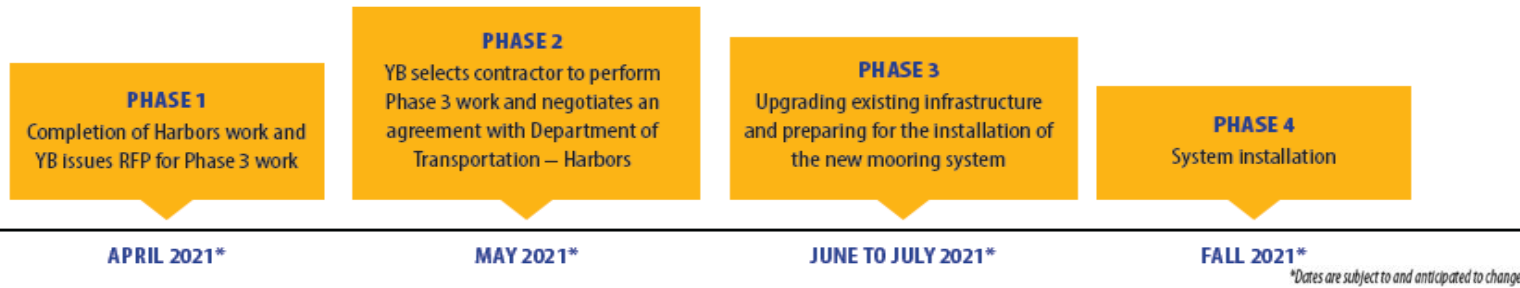 PHASE 1
Completion of Harbors work and
YB issues RFP for Phase 3 work
APRIL 2021*
PHASE 2
YB selects contractor to perform
Phase 3 work and negotiates an
agreement with Department of
Transportation – Harbors
MAY 2021*
PHASE 3
Upgrading existing infrastructure
and preparing for the installation of
the new mooring system
JUNE TO JULY 2021*
PHASE 4
System installation
FALL 2021*
*Dates are subject to and anticipated to change